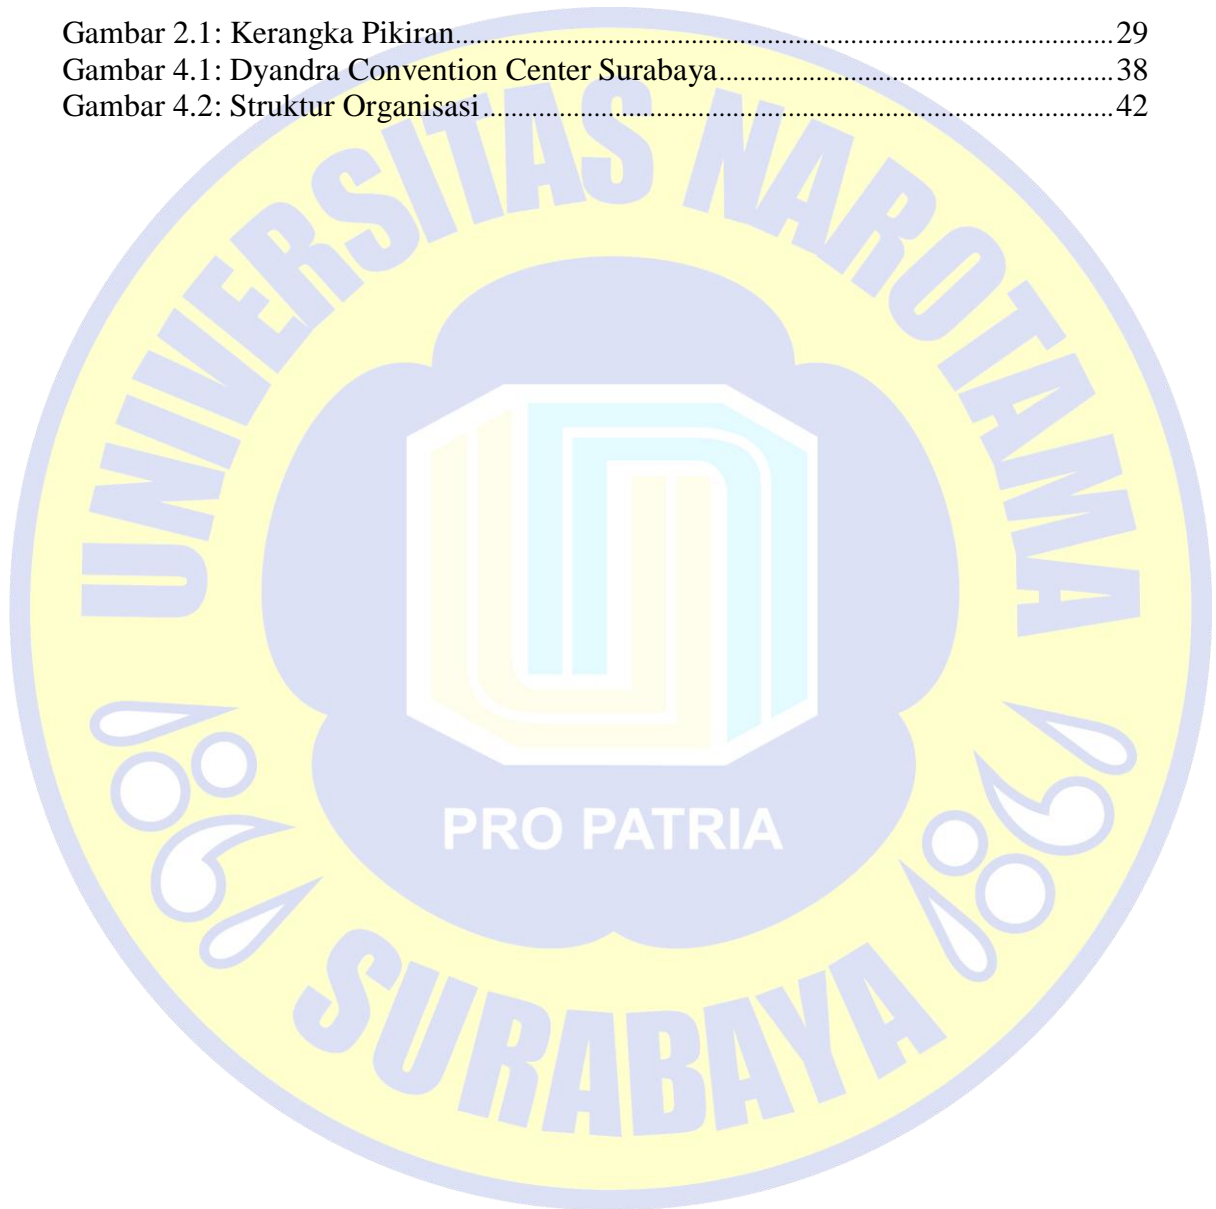 Gambar 2.1: Kerangka Pikiran....................................................................................................29
Gambar 4.1: Dyandra Convention Center Surabaya............................................................38
Gambar 4.2: Struktur Organisasi................................................................................................42
UNIVERSITAS NAROTAMA
PRO PATRIA
SURABAYA